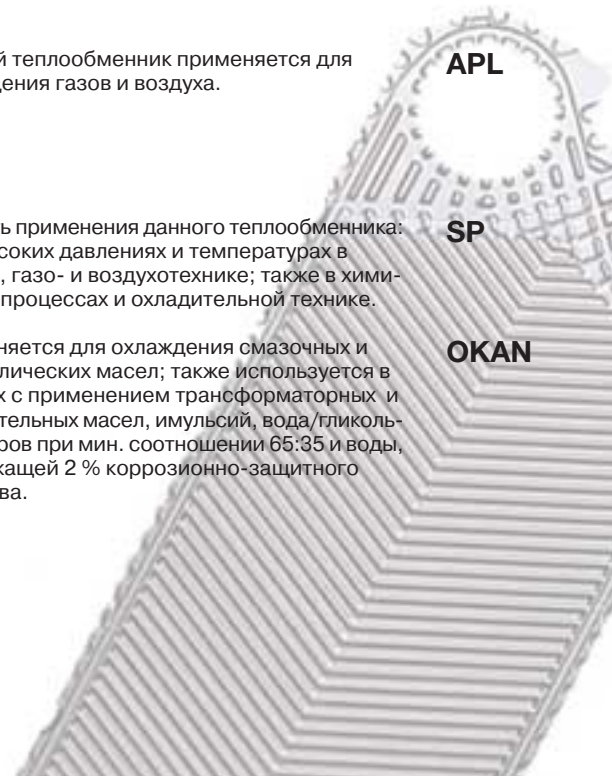 й теплообменник применяется для
дения газов и воздуха.
APL
ь применения данного теплообменника:
соких давлениях и температурах в
, газо- и воздухотехнике; также в хими-
процессах и охладительной технике.
SP
няется для охлаждения смазочных и
лических масел; также используется в
х с применением трансформаторных и
тельных масел, имульсий, вода/гликоль-
ров при мин. соотношении 65:35 и воды,
жащей 2 % коррозионно-защитного
ва.
OKAN